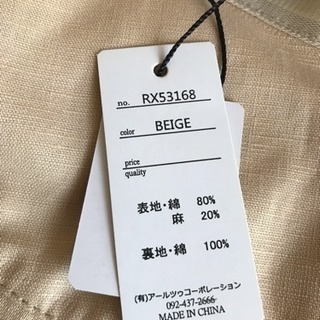 no. RX53168
color BEIGE
price
quality
表地・綿 80%
麻 20%
裏地・綿 100%
(有)アールツゥコーポレーション
092-437-2666
MADE IN CHINA